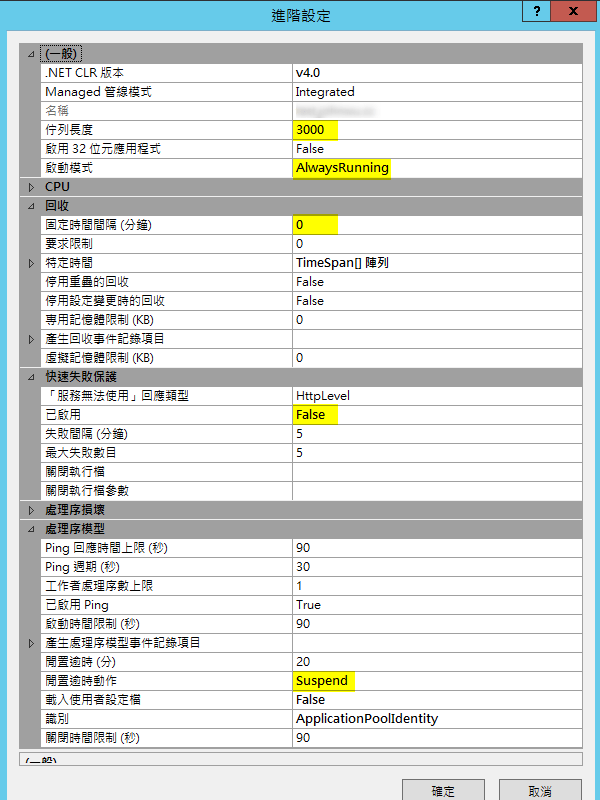 進階設定
? x
(一般)
.NET CLR 版本 v4.0
Managed 管線模式 Integrated
名稱
佇列長度 3000
啟用 32 位元應用程式 False
啟動模式 AlwaysRunning
CPU
回收
固定時間間隔 (分鐘) 0
要求限制 0
特定時間 TimeSpan[] 陣列
停用重疊的回收 False
停用設定變更時的回收 False
專用記憶體限制 (KB) 0
產生回收事件記錄項目
虛擬記憶體限制 (KB) 0
快速失敗保護
「服務無法使用」回應類型 HttpLevel
已啟用 False
失敗間隔 (分鐘) 5
最大失敗數目 5
關閉執行檔
關閉執行檔參數
處理序損壞
處理序模型
Ping 回應時間上限 (秒) 90
Ping 週期 (秒) 30
工作者處理序數上限 1
已啟用 Ping True
啟動時間限制 (秒) 90
產生處理序模型事件記錄項目
閒置逾時 (分) 20
閒置逾時動作 Suspend
載入使用者設定檔 False
識別 ApplicationPoolIdentity
關閉時間限制 (秒) 90
(一般)
確定 取消